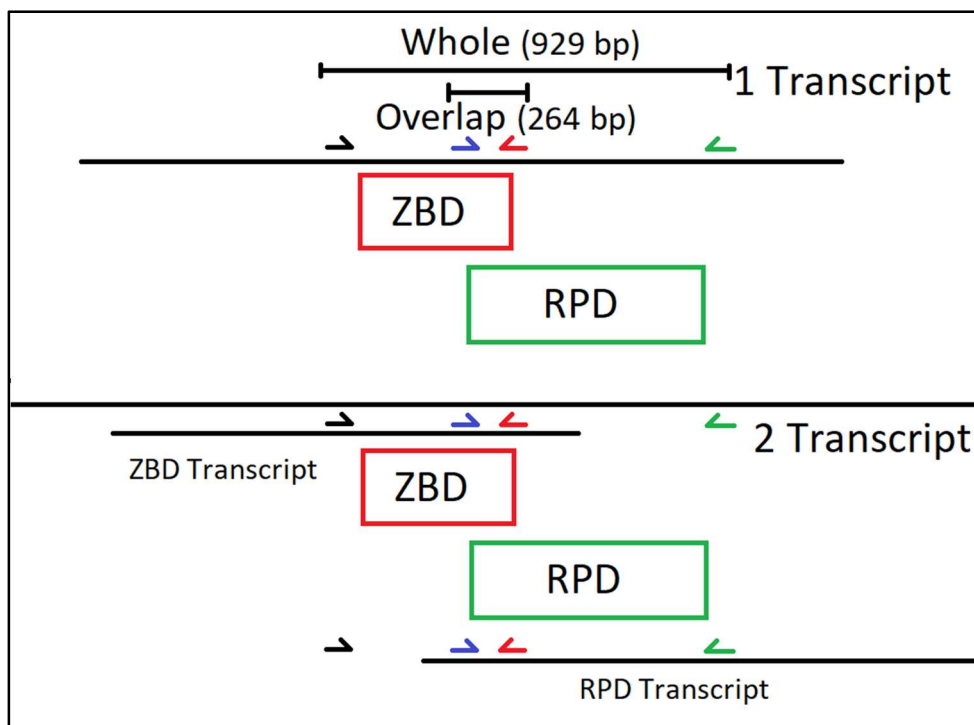 Whole (929 bp)
1 Transcript
Overlap (264 bp)
ZBD
RPD
2 Transcript
ZBD Transcript
ZBD
RPD
RPD Transcript